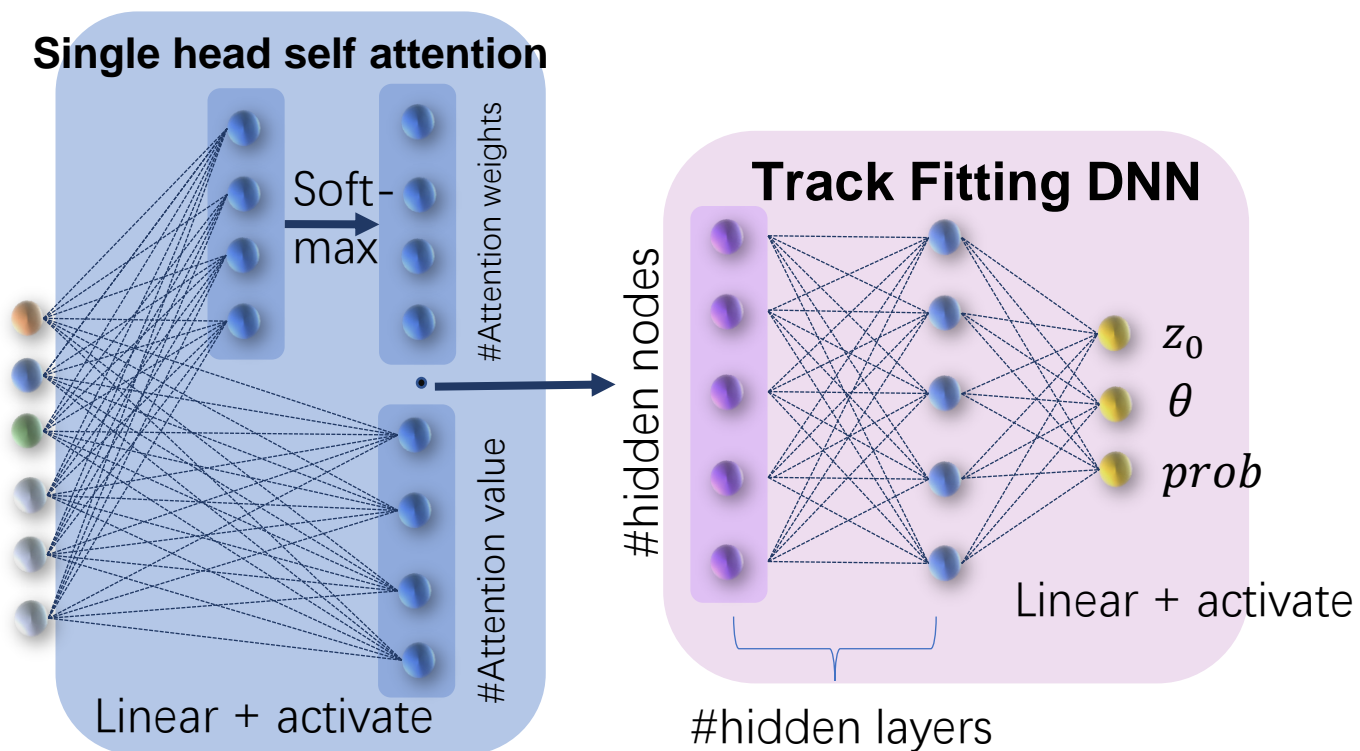 Single head self attention
Soft-
max
#Attention weights
#Attention value
Linear + activate
#hidden nodes
Track Fitting DNN
z₀
θ
prob
Linear + activate
#hidden layers